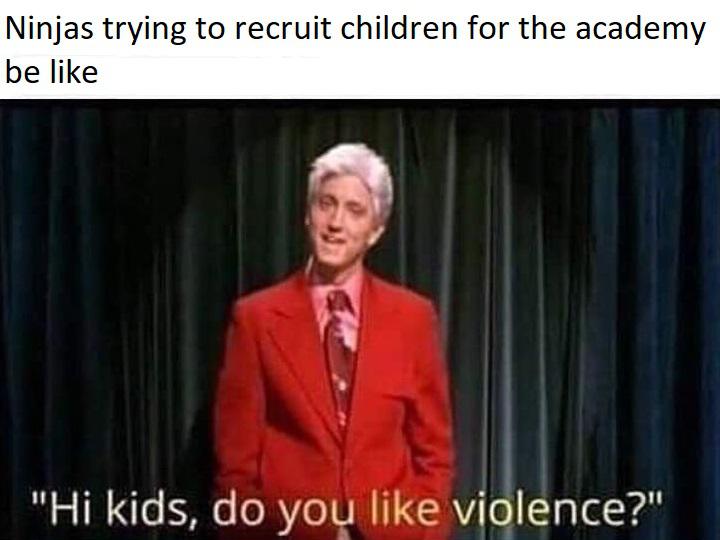 Ninjas trying to recruit children for the academy
be like
"Hi kids, do you like violence?"